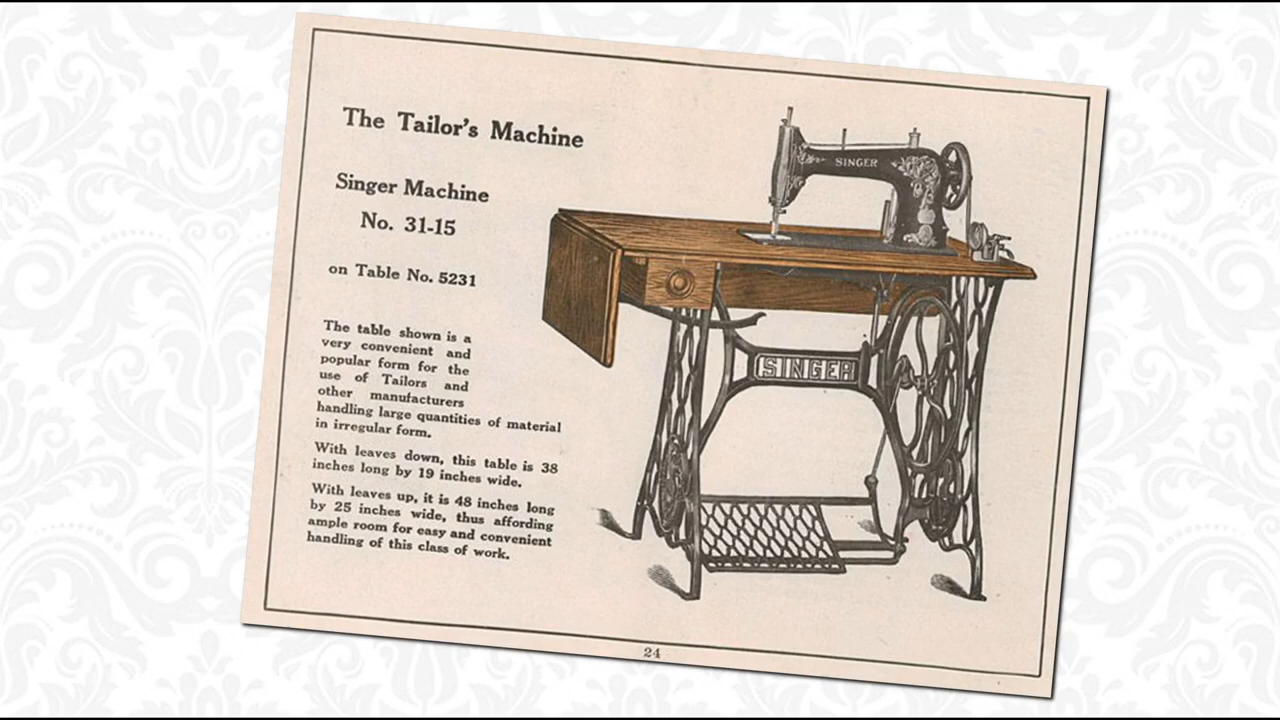 The Tailor's Machine
Singer Machine
No. 31-15
on Table No. 5231
The table shown is a
very convenient and
popular form for the
use of Tailors and
other manufacturers
handling large quantities of material
in irregular form.
With leaves down, this table is 38
inches long by 19 inches wide.
With leaves up, it is 48 inches long
by 25 inches wide, thus affording
ample room for easy and convenient
handling of this class of work.
SINGER
SINGER
24